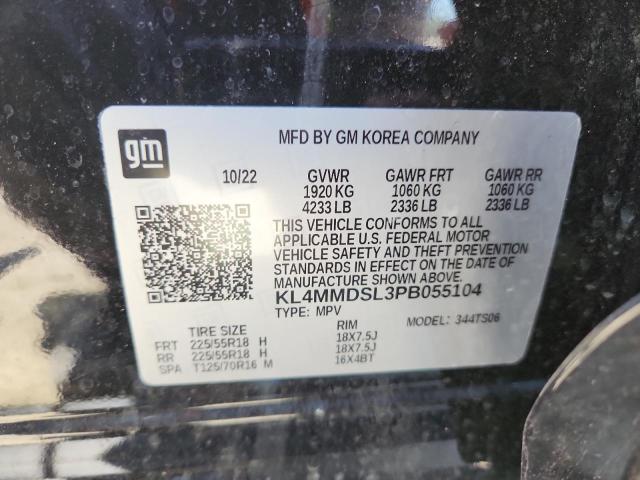 gm
MFD BY GM KOREA COMPANY
10/22 GVWR GAWR FRT GAWR RR
1920 KG 1060 KG 1060 KG
4233 LB 2336 LB 2336 LB
THIS VEHICLE CONFORMS TO ALL
APPLICABLE U.S. FEDERAL MOTOR
VEHICLE SAFETY AND THEFT PREVENTION
STANDARDS IN EFFECT ON THE DATE OF
MANUFACTURE SHOWN ABOVE.
KL4MMDSL3PB055104
TYPE: MPV MODEL: 344TS06
TIRE SIZE RIM
FRT 225/55R18 H 18X7.5J
RR 225/55R18 H 18X7.5J
SPA T125/70R16 M 16X4BT